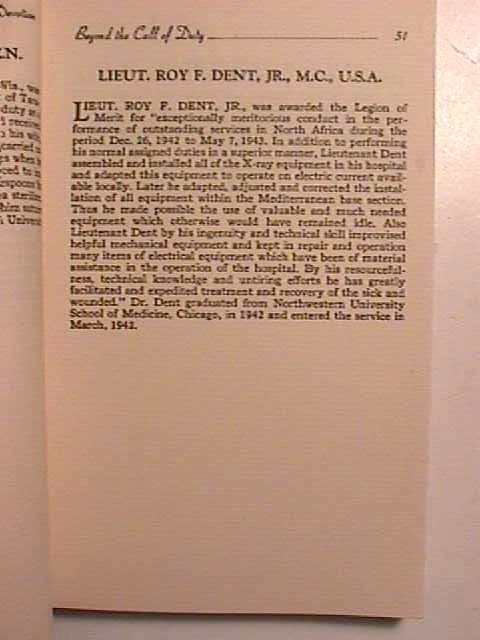 Devotion
Beyond the Call of Duty 51
LIEUT. ROY F. DENT, JR., M.C., U.S.A.
LIEUT. ROY F. DENT, JR., was awarded the Legion of
Merit for "exceptionally meritorious conduct in the per-
formance of outstanding services in North Africa during the
period Dec. 26, 1942 to May 7, 1943. In addition to performing
his normal assigned duties in a superior manner, Lieutenant Dent
assembled and installed all of the X-ray equipment in his hospital
and adapted this equipment to operate on electric current avail-
able locally. Later he adapted, adjusted and corrected the instal-
lation of all equipment within the Mediterranean base section.
Thus he made possible the use of valuable and much needed
equipment which otherwise would have remained idle. Also
Lieutenant Dent by his ingenuity and technical skill improvised
helpful mechanical equipment and kept in repair and operation
many items of electrical equipment which have been of material
assistance in the operation of the hospital. By his resourceful-
ness, technical knowledge and untiring efforts he has greatly
facilitated and expedited treatment and recovery of the sick and
wounded." Dr. Dent graduated from Northwestern University
School of Medicine, Chicago, in 1942 and entered the service in
March, 1942.